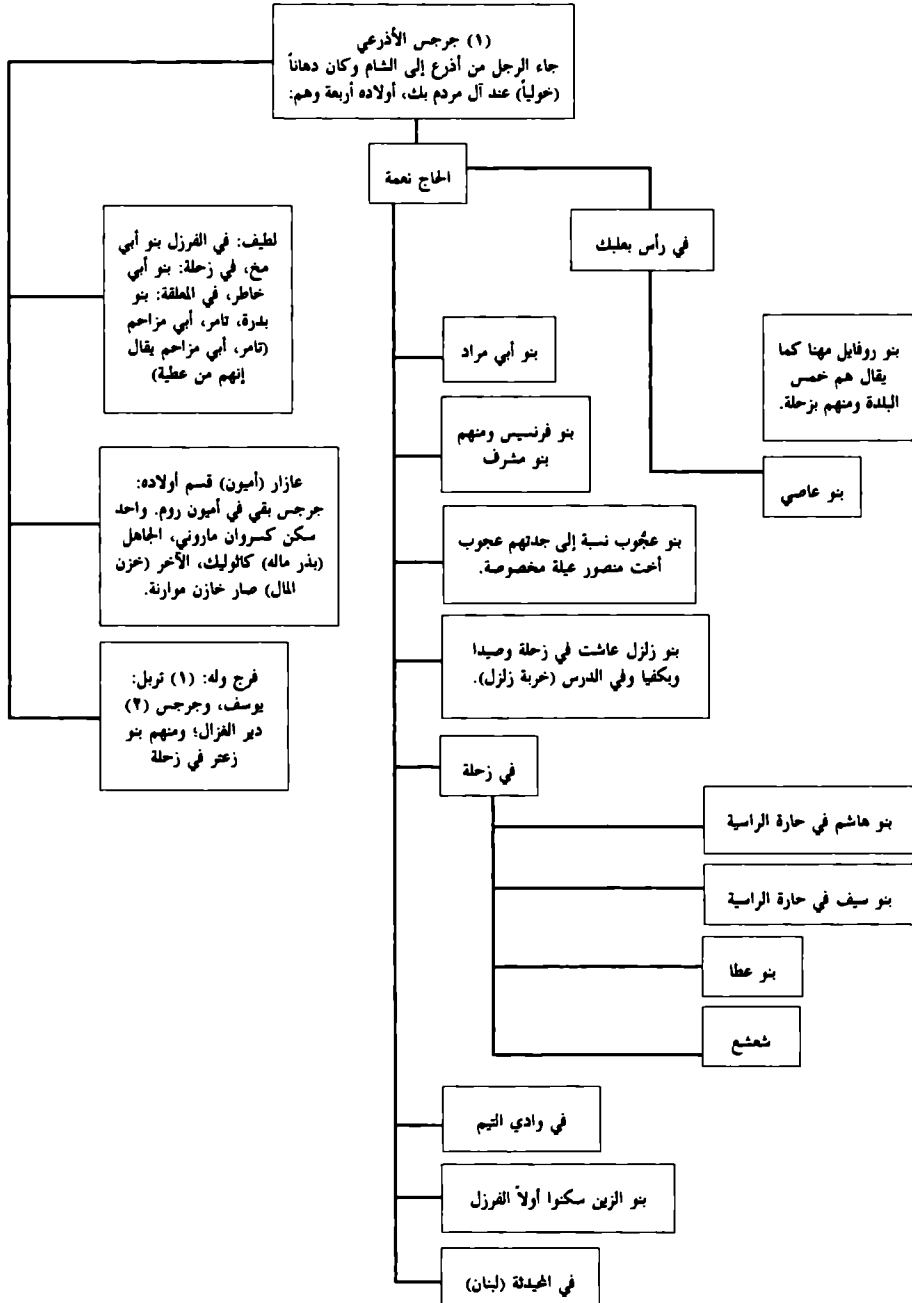 (١) جرجس الأذرعي
جاء الرجل من أذرع إلى الشام وكان دهاناً
(خولياً) عند آل مردم بك، أولاده أربعة وهم:
الحاج نعمة
في رأس بعلبك
بنو روفايل مهنا كما
يقال هم خمس
البلدة ومنهم بزحلة.
بنو عاصي
بنو أبي مراد
بنو فرنسيس ومنهم
بنو مشرف
بنو عجُوب نسبة إلى جدتهم عجوب
أخت منصور عيلة مخصوصة.
بنو زلزل عاشت في زحلة وصيدا
وبكفيا وفي الدرس (خربة زلزل).
في زحلة
بنو هاشم في حارة الراسية
بنو سيف في حارة الراسية
بنو عطا
شعشع
في وادي التيم
بنو الزين سكنوا أولاً الفرزل
في المحيدثة (لبنان)
لطيف: في الفرزل بنو أبي
مخ، في زحلة: بنو أبي
خاطر، في المعلقة: بنو
بدرة، تامر، أبي مزاحم
(تامر، أبي مزاحم يقال
إنهم من عطية)
عازار (أميون) قسم أولاده:
جرجس بقي في أميون روم. واحد
سكن كسروان ماروني، الجاهل
(بذر ماله) كاثوليك، الآخر (خزن
المال) صار خازن موارنة.
فرج وله: (١) تربل:
يوسف، وجرجس (٢)
دير الغزال؛ ومنهم بنو
زعتر في زحلة